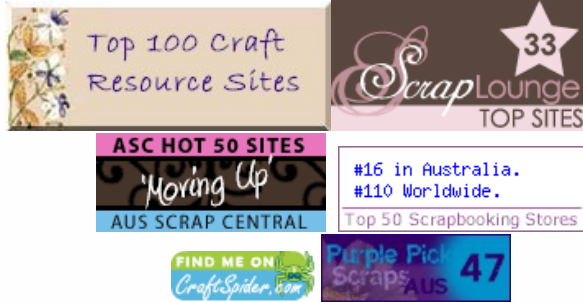 Top 100 Craft
Resource Sites
33
ScrapLounge
TOP SITES
ASC HOT 50 SITES
'Moving Up'
AUS SCRAP CENTRAL
#16 in Australia.
#110 Worldwide.
Top 50 Scrapbooking Stores
FIND ME ON
CraftSpider.com
Purple Pick
Scraps AUS
47